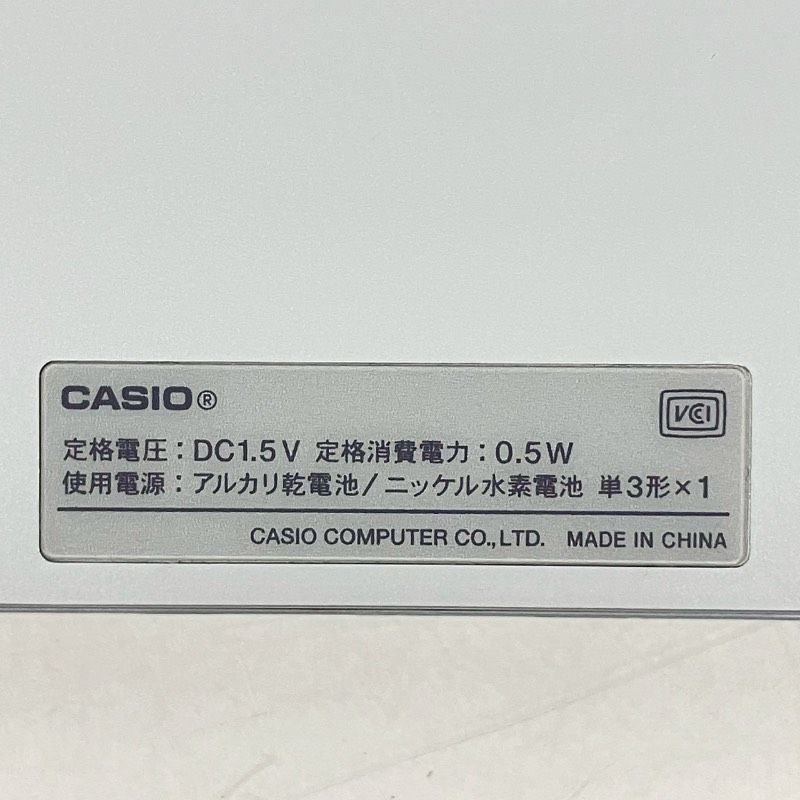 CASIO®
VCCI
定格電圧：DC1.5V 定格消費電力：0.5W
使用電源：アルカリ乾電池/ニッケル水素電池 単3形×1
CASIO COMPUTER CO.,LTD. MADE IN CHINA